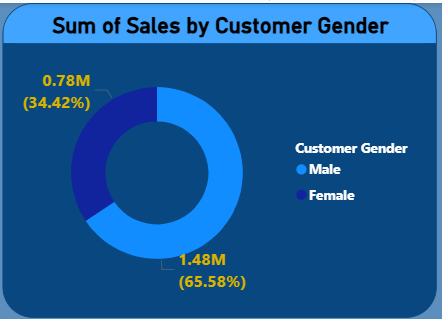 Sum of Sales by Customer Gender
0.78M
(34.42%)
Customer Gender
Male
Female
1.48M
(65.58%)